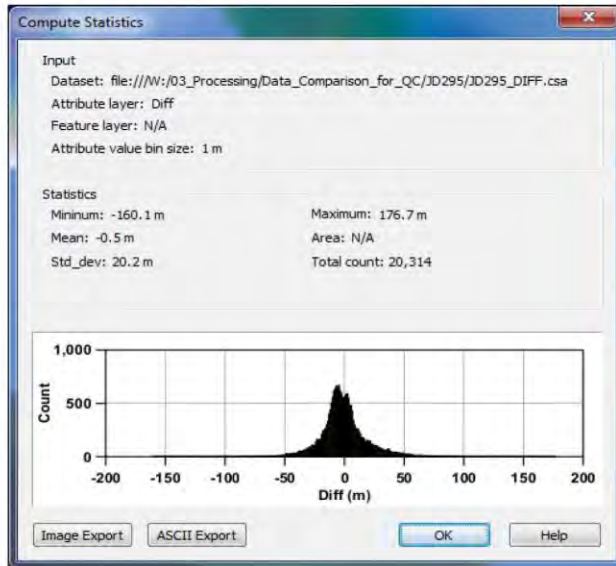 Compute Statistics
Input
Dataset: file:///W:/03_Processing/Data_Comparison_for_QC/JD295/JD295_DIFF.csa
Attribute layer: Diff
Feature layer: N/A
Attribute value bin size: 1 m
Statistics
Mininum: -160.1 m
Maximum: 176.7 m
Mean: -0.5 m
Area: N/A
Std_dev: 20.2 m
Total count: 20,314
1,000
500
0
Count
-200 -150 -100 -50 0 50 100 150 200
Diff (m)
Image Export
ASCII Export
OK
Help